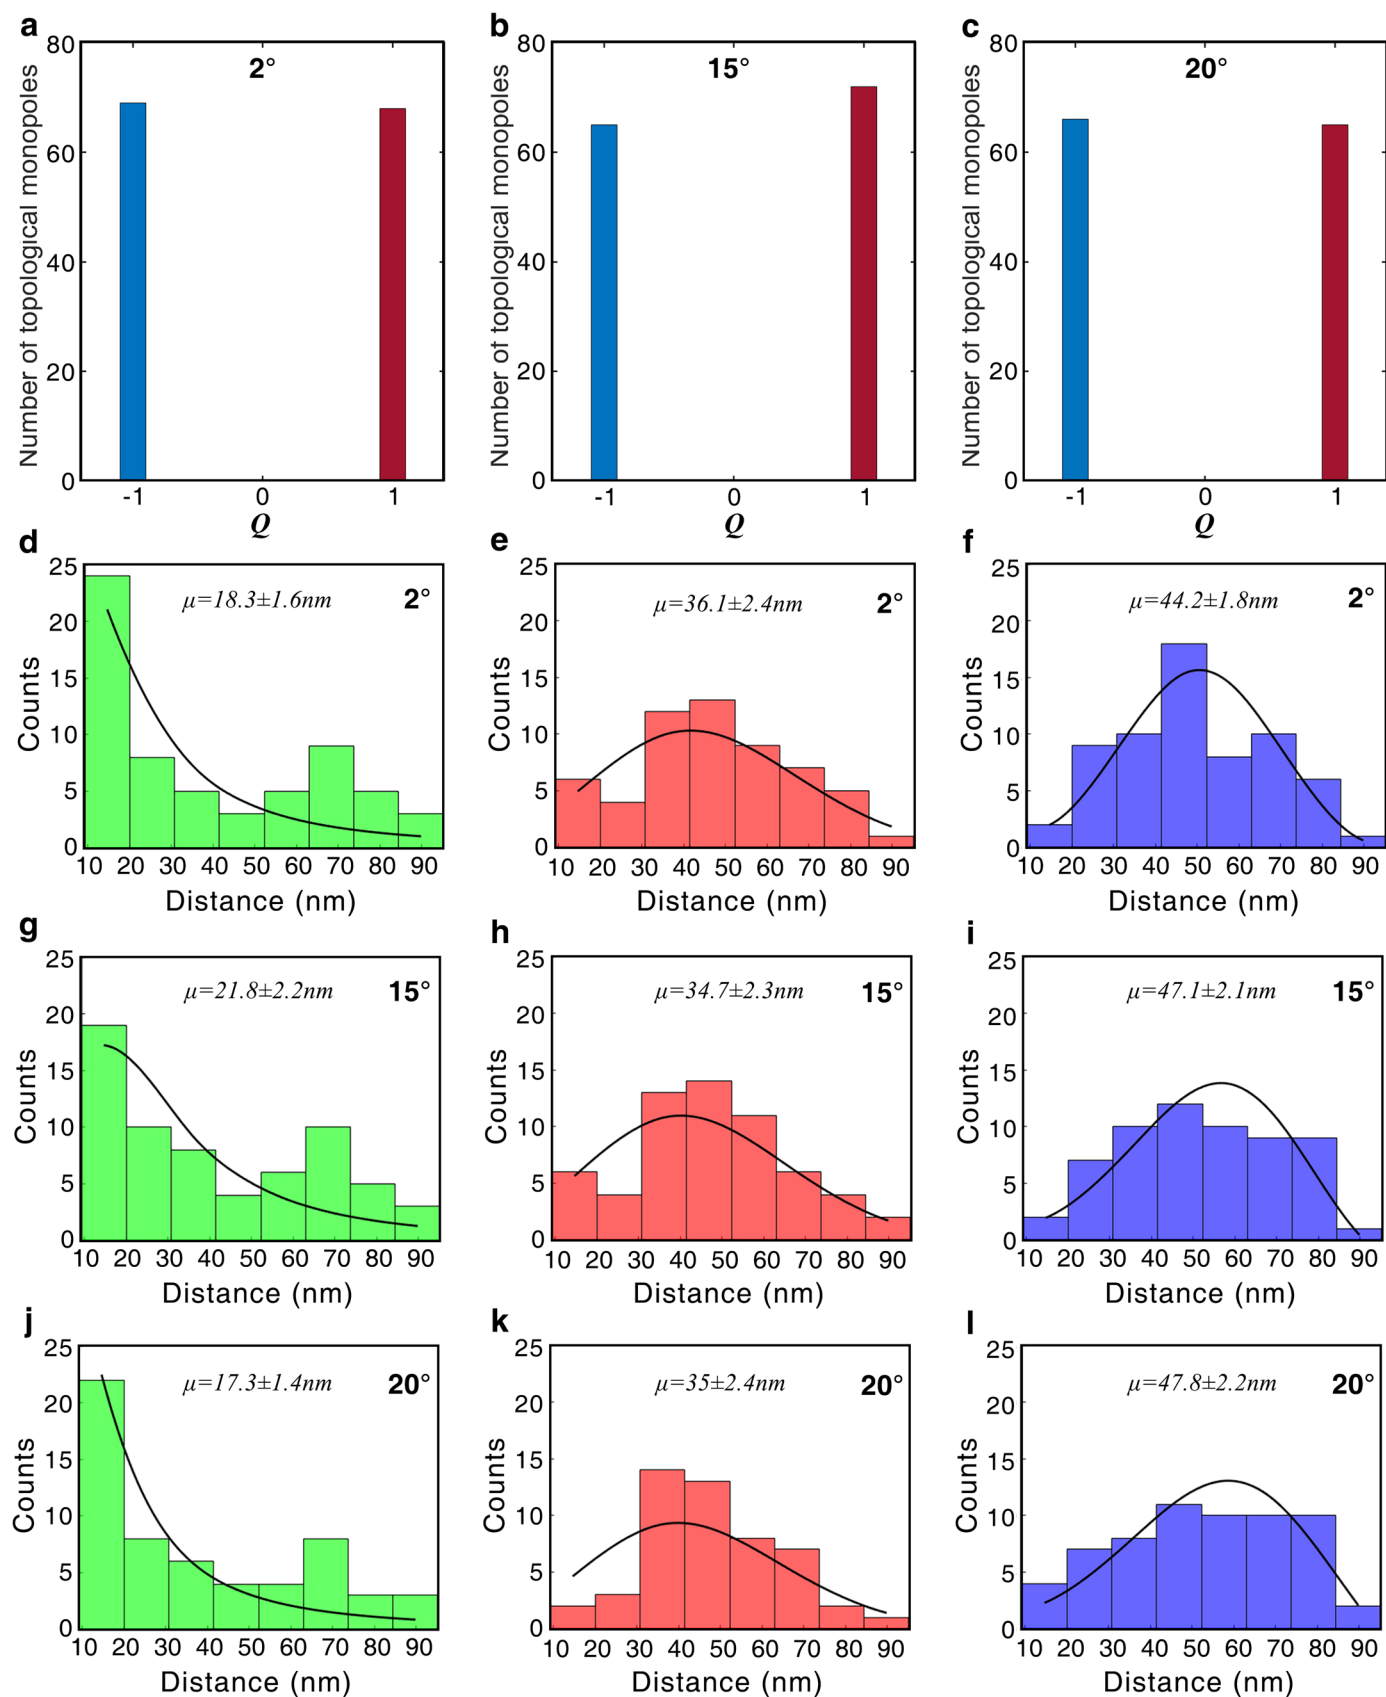 a
80
60
40
20
0
Number of topological monopoles
2°
-1 0 1
Q
b
80
60
40
20
0
Number of topological monopoles
15°
-1 0 1
Q
c
80
60
40
20
0
Number of topological monopoles
20°
-1 0 1
Q
d
25
20
15
10
5
0
Counts
μ=18.3±1.6nm 2°
10 20 30 40 50 60 70 80 90
Distance (nm)
e
25
20
15
10
5
0
Counts
μ=36.1±2.4nm 2°
10 20 30 40 50 60 70 80 90
Distance (nm)
f
25
20
15
10
5
0
Counts
μ=44.2±1.8nm 2°
10 20 30 40 50 60 70 80 90
Distance (nm)
g
25
20
15
10
5
0
Counts
μ=21.8±2.2nm 15°
10 20 30 40 50 60 70 80 90
Distance (nm)
h
25
20
15
10
5
0
Counts
μ=34.7±2.3nm 15°
10 20 30 40 50 60 70 80 90
Distance (nm)
i
25
20
15
10
5
0
Counts
μ=47.1±2.1nm 15°
10 20 30 40 50 60 70 80 90
Distance (nm)
j
25
20
15
10
5
0
Counts
μ=17.3±1.4nm 20°
10 20 30 40 50 60 70 80 90
Distance (nm)
k
25
20
15
10
5
0
Counts
μ=35±2.4nm 20°
10 20 30 40 50 60 70 80 90
Distance (nm)
l
25
20
15
10
5
0
Counts
μ=47.8±2.2nm 20°
10 20 30 40 50 60 70 80 90
Distance (nm)